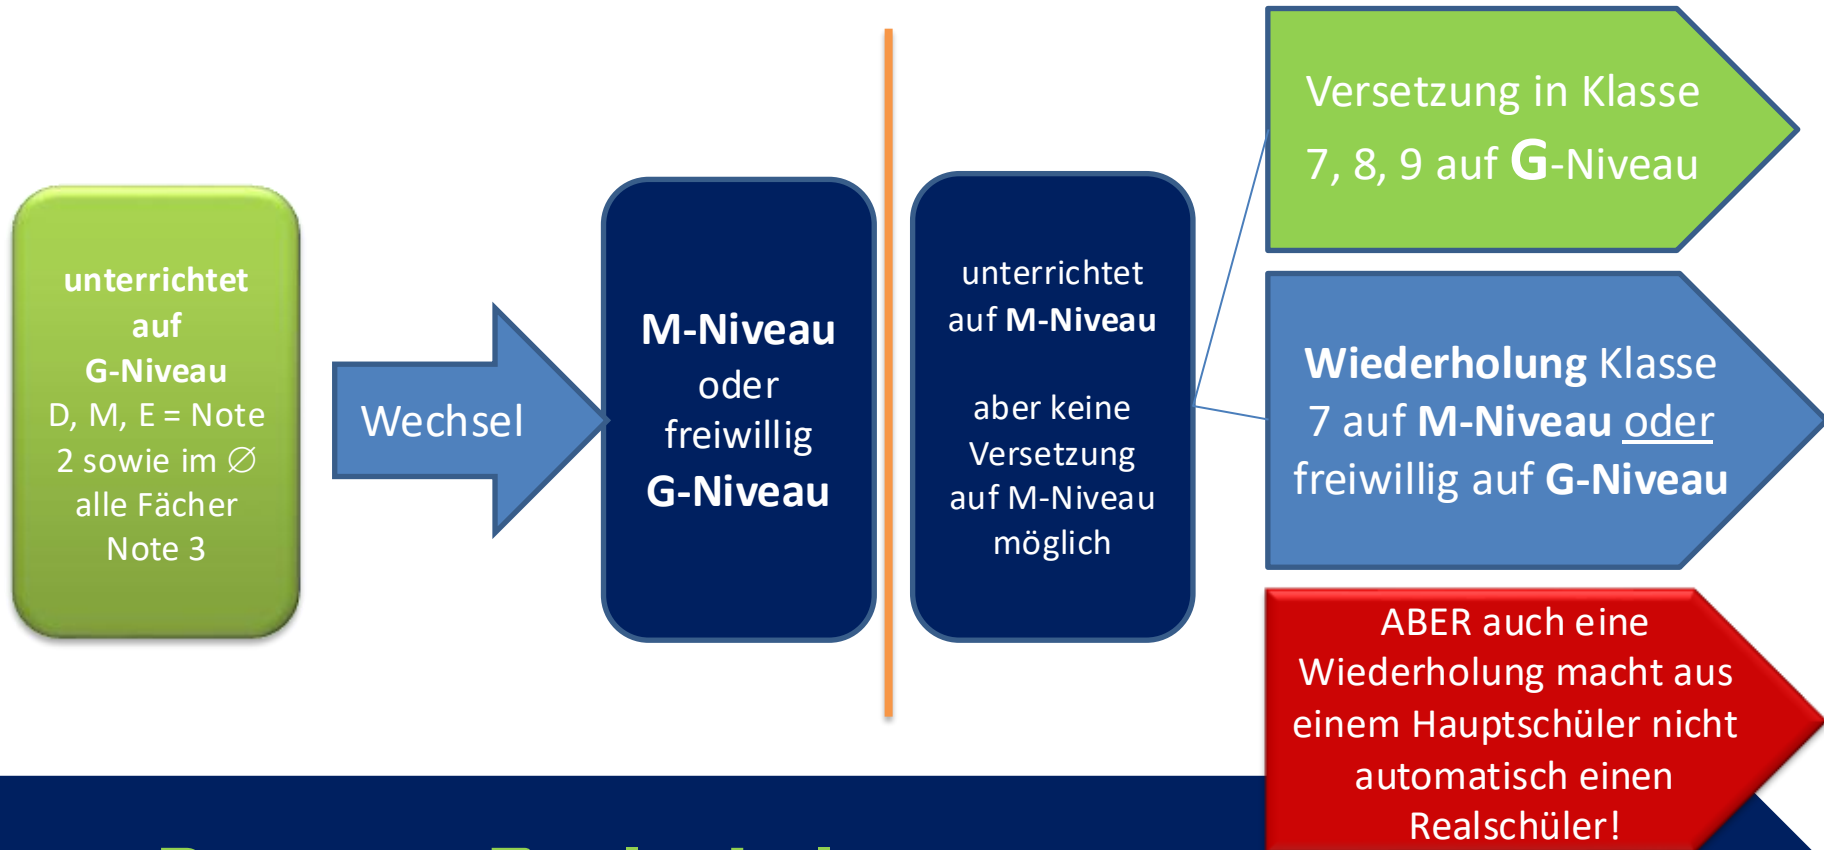 unterrichtet
auf
G-Niveau
D, M, E = Note
2 sowie im ∅
alle Fächer
Note 3
Wechsel
M-Niveau
oder
freiwillig
G-Niveau
unterrichtet
auf M-Niveau
aber keine
Versetzung
auf M-Niveau
möglich
Versetzung in Klasse
7, 8, 9 auf G-Niveau
Wiederholung Klasse
7 auf M-Niveau oder
freiwillig auf G-Niveau
ABER auch eine
Wiederholung macht aus
einem Hauptschüler nicht
automatisch einen
Realschüler!